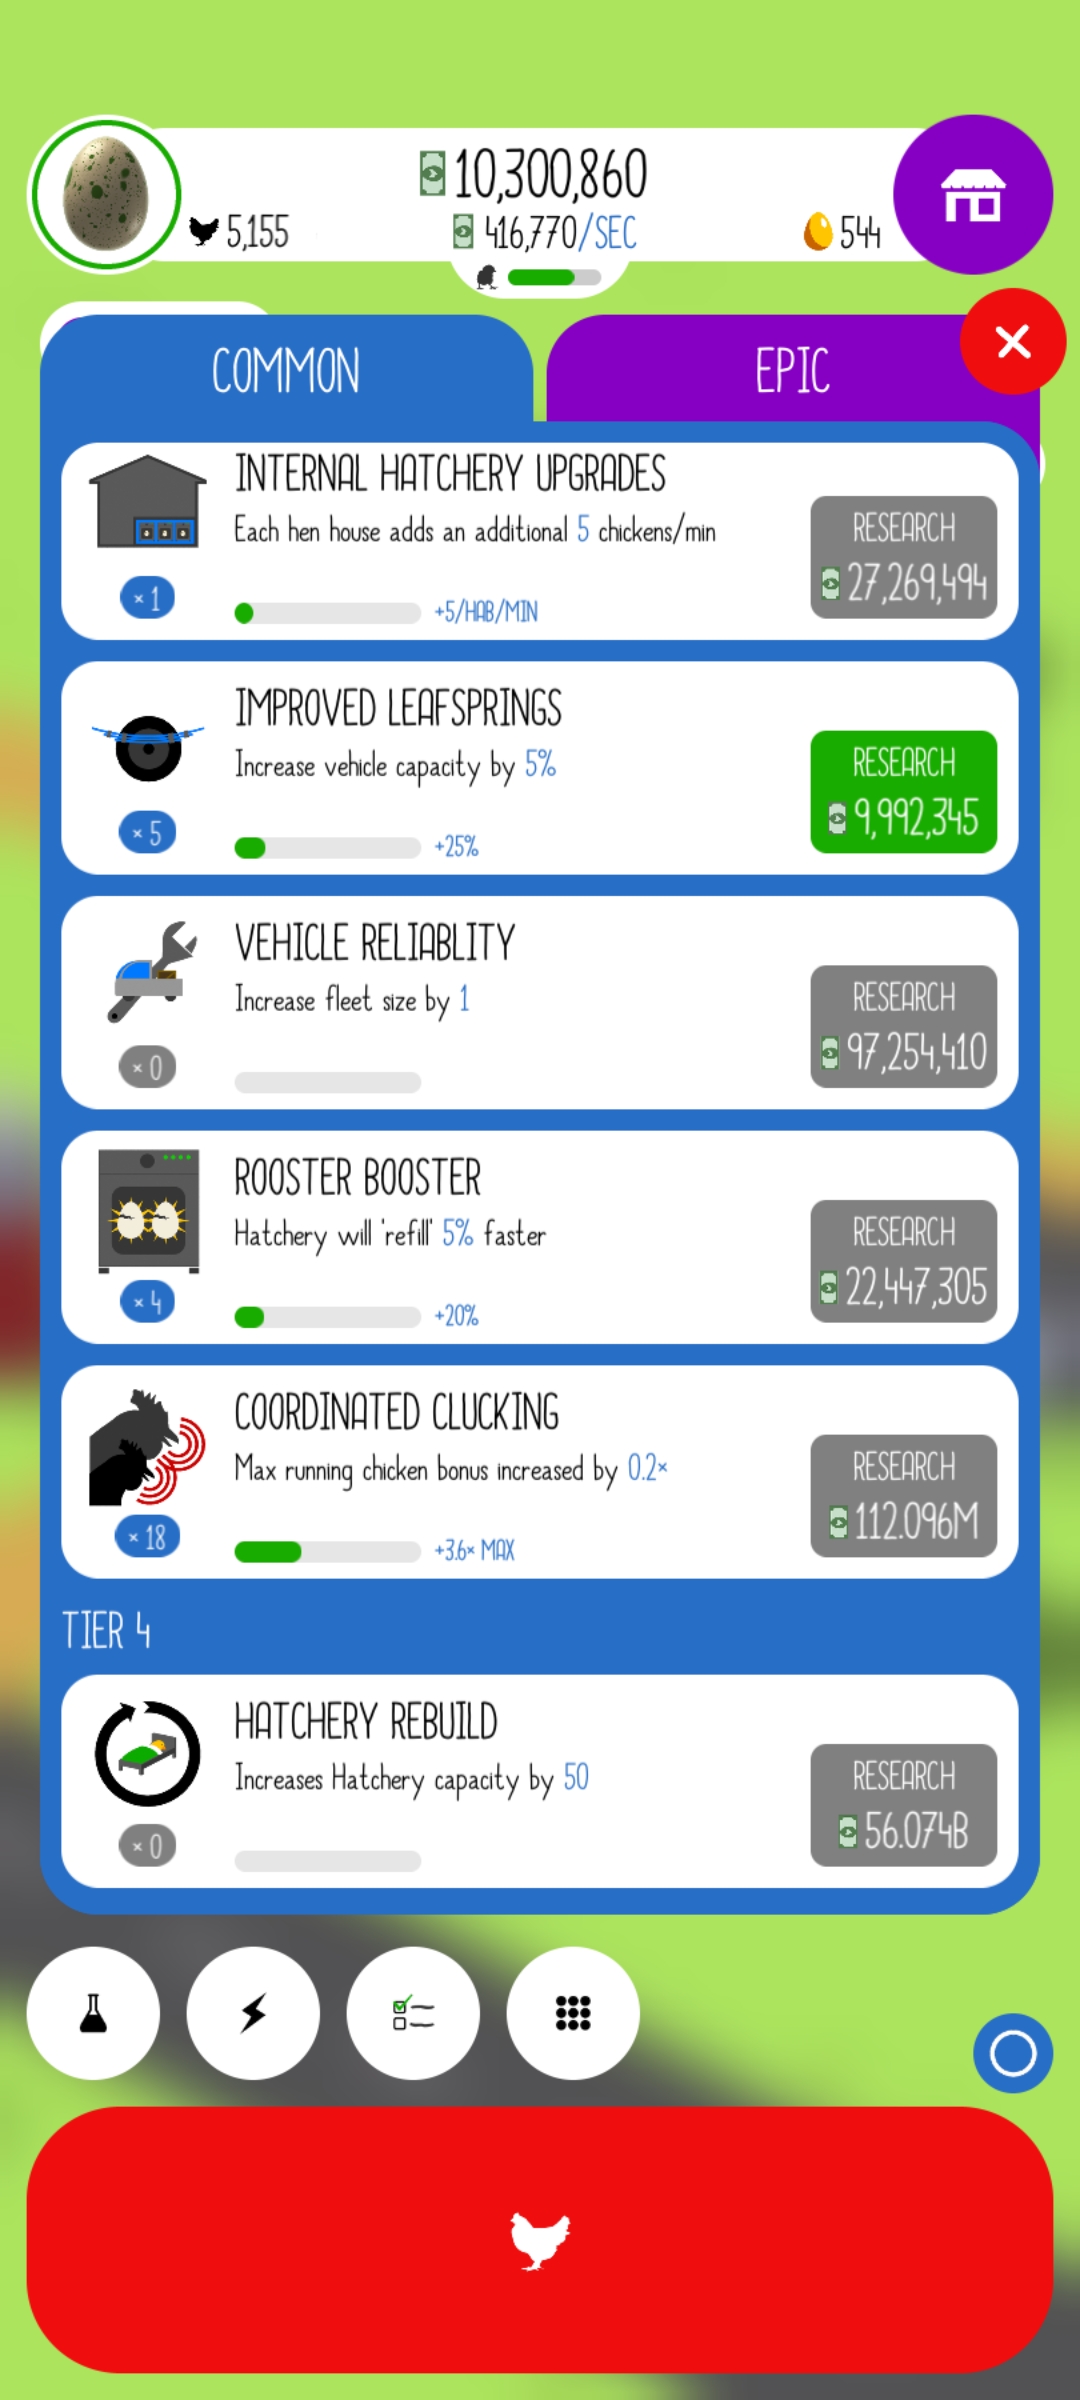 10,300,860
5,155
416,770/SEC
544
COMMON
EPIC
INTERNAL HATCHERY UPGRADES
Each hen house adds an additional 5 chickens/min
× 1
+5/HAB/MIN
RESEARCH
27,269,494
IMPROVED LEAFSPRINGS
Increase vehicle capacity by 5%
× 5
+25%
RESEARCH
9,992,345
VEHICLE RELIABLITY
Increase fleet size by 1
× 0
RESEARCH
97,254,410
ROOSTER BOOSTER
Hatchery will 'refill' 5% faster
× 4
+20%
RESEARCH
22,447,305
COORDINATED CLUCKING
Max running chicken bonus increased by 0.2×
× 18
+3.6× MAX
RESEARCH
112.096M
TIER 4
HATCHERY REBUILD
Increases Hatchery capacity by 50
× 0
RESEARCH
56.074B